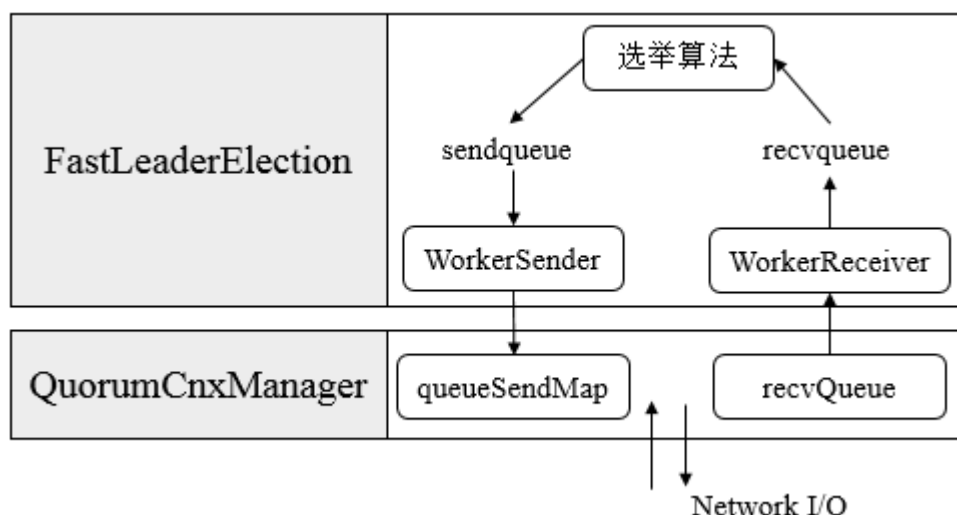 选举算法
FastLeaderElection
sendqueue
recvqueue
WorkerSender
WorkerReceiver
QuorumCnxManager
queueSendMap
recvQueue
Network I/O